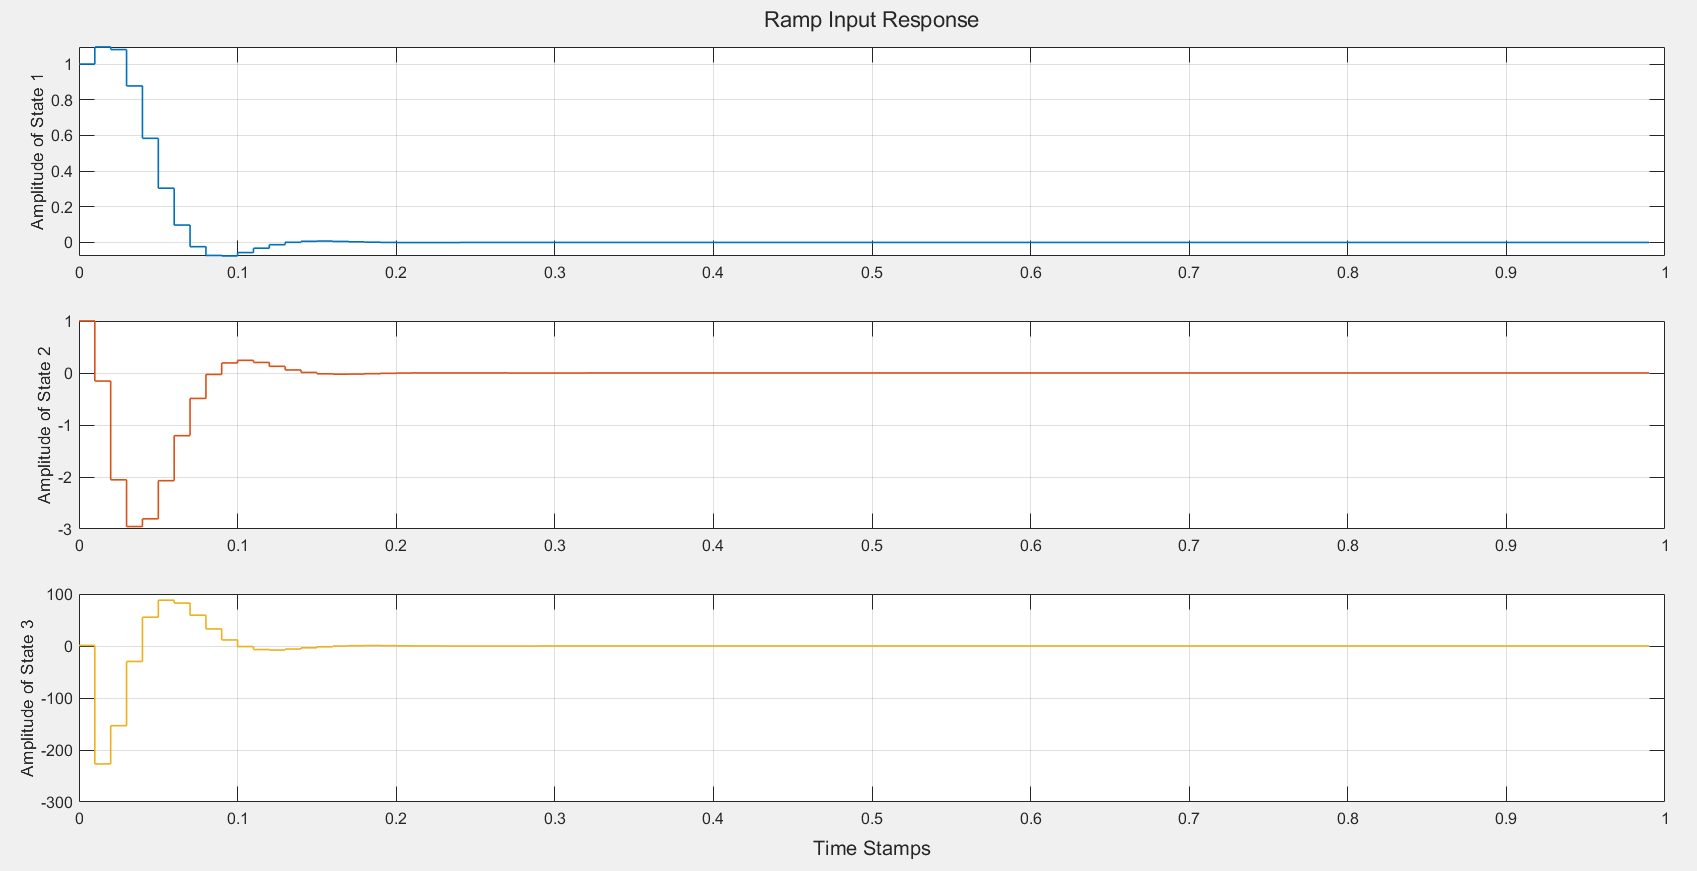 Ramp Input Response
Amplitude of State 1
1
0.8
0.6
0.4
0.2
0
0 0.1 0.2 0.3 0.4 0.5 0.6 0.7 0.8 0.9 1
Amplitude of State 2
1
0
-1
-2
-3
0 0.1 0.2 0.3 0.4 0.5 0.6 0.7 0.8 0.9 1
Amplitude of State 3
100
0
-100
-200
-300
0 0.1 0.2 0.3 0.4 0.5 0.6 0.7 0.8 0.9 1
Time Stamps